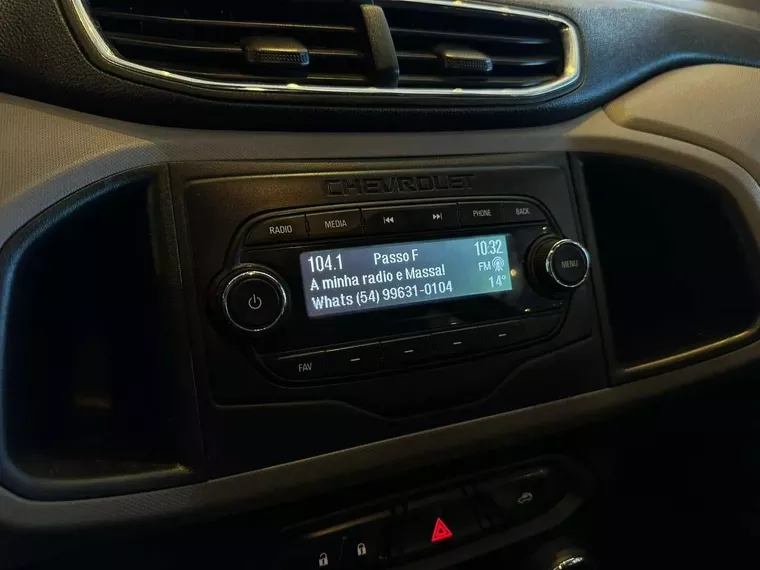 CHEVROLET
RADIO MEDIA PHONE BACK
104.1 Passo F 10:32
A minha radio e Massa! FM
Whats (54) 99631-0104 14°
MENU
FAV